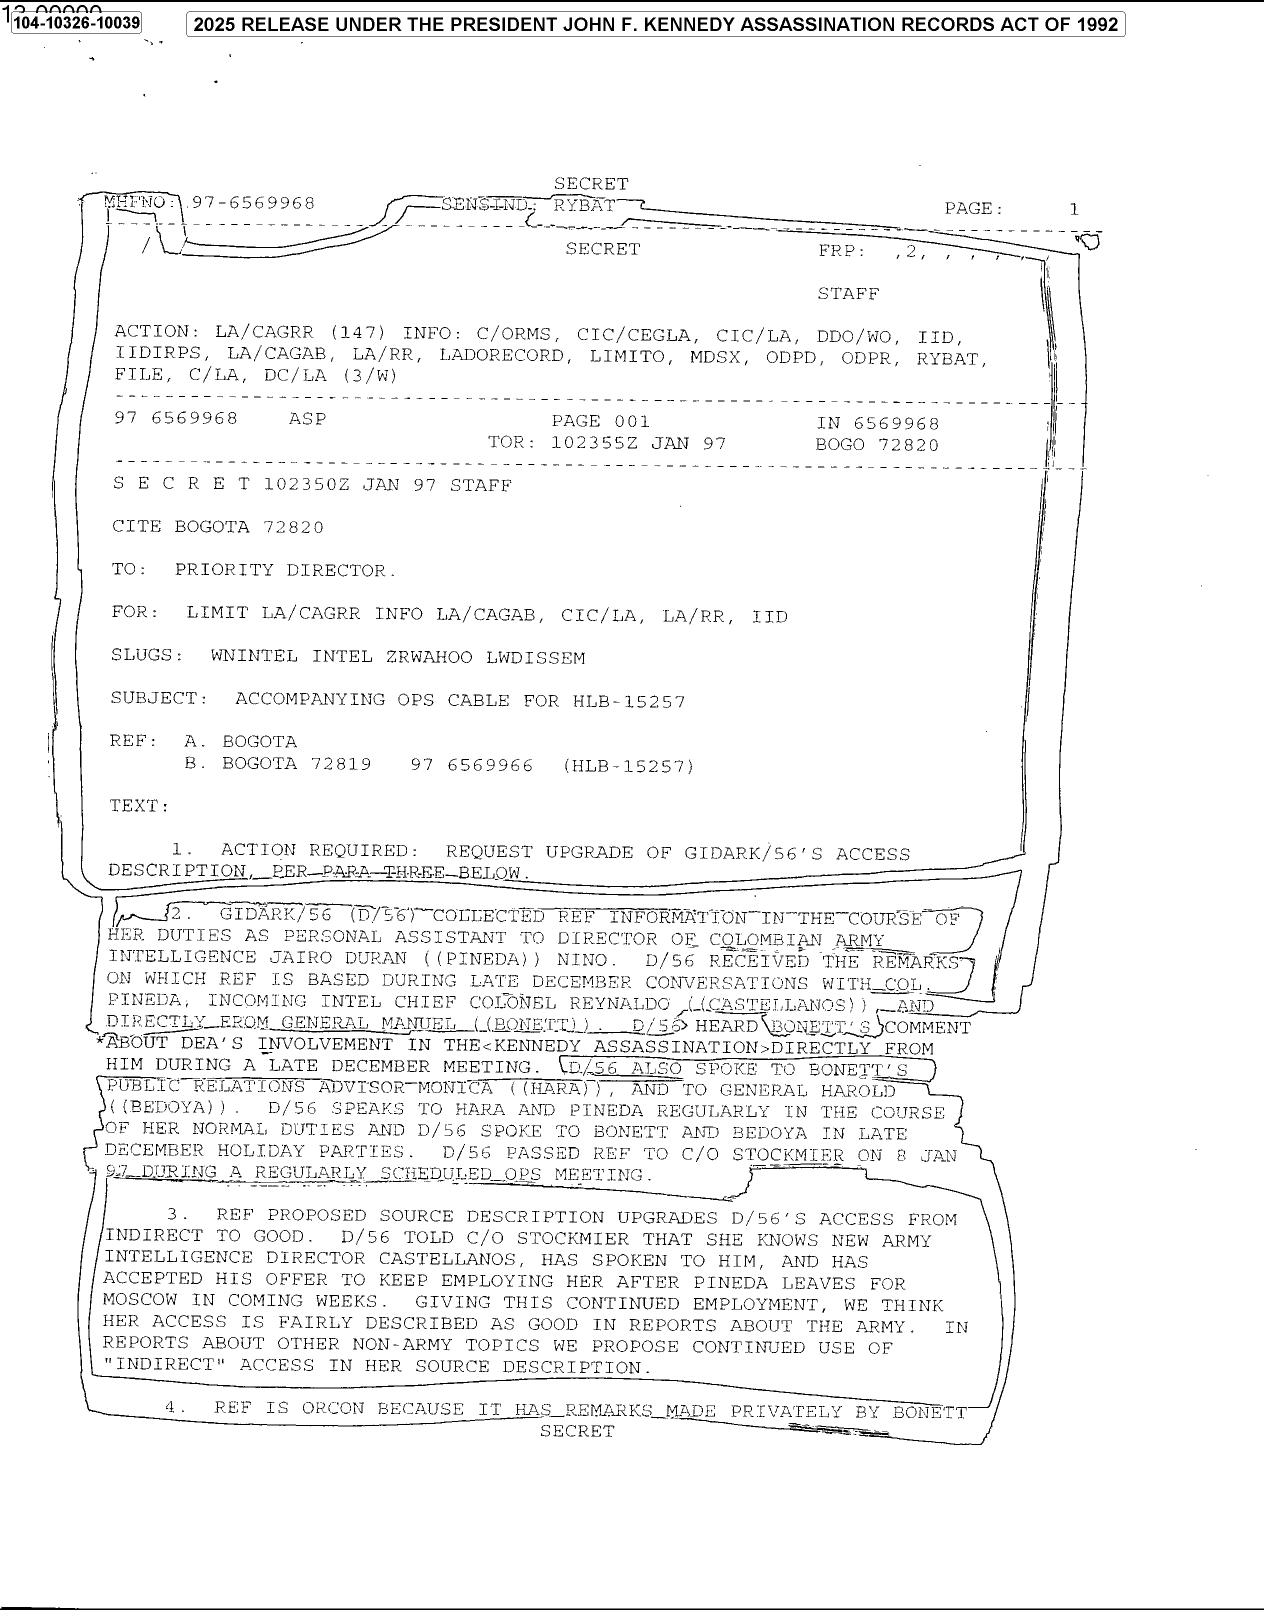 13-00000
104-10326-10039
2025 RELEASE UNDER THE PRESIDENT JOHN F. KENNEDY ASSASSINATION RECORDS ACT OF 1992
SECRET
MHFNO: 97-6569968 SENSIND: RYBAT PAGE: 1
SECRET FRP: ,2, , , , ,
STAFF
ACTION: LA/CAGRR (147) INFO: C/ORMS, CIC/CEGLA, CIC/LA, DDO/WO, IID,
IIDIRPS, LA/CAGAB, LA/RR, LADORECORD, LIMITO, MDSX, ODPD, ODPR, RYBAT,
FILE, C/LA, DC/LA (3/W)
97 6569968 ASP PAGE 001 IN 6569968
TOR: 102355Z JAN 97 BOGO 72820
S E C R E T 102350Z JAN 97 STAFF
CITE BOGOTA 72820
TO: PRIORITY DIRECTOR.
FOR: LIMIT LA/CAGRR INFO LA/CAGAB, CIC/LA, LA/RR, IID
SLUGS: WNINTEL INTEL ZRWAHOO LWDISSEM
SUBJECT: ACCOMPANYING OPS CABLE FOR HLB-15257
REF: A. BOGOTA
B. BOGOTA 72819 97 6569966 (HLB-15257)
TEXT:
1. ACTION REQUIRED: REQUEST UPGRADE OF GIDARK/56'S ACCESS
DESCRIPTION, PER PARA THREE BELOW.
2. GIDARK/56 (D/56) COLLECTED REF INFORMATION IN THE COURSE OF
HER DUTIES AS PERSONAL ASSISTANT TO DIRECTOR OF COLOMBIAN ARMY
INTELLIGENCE JAIRO DURAN ((PINEDA)) NINO. D/56 RECEIVED THE REMARKS
ON WHICH REF IS BASED DURING LATE DECEMBER CONVERSATIONS WITH COL.
PINEDA, INCOMING INTEL CHIEF COLONEL REYNALDO ((CASTELLANOS)) AND
DIRECTLY FROM GENERAL MANUEL ((BONETT)). D/56 HEARD BONETT'S COMMENT
*ABOUT DEA'S INVOLVEMENT IN THE<KENNEDY ASSASSINATION>DIRECTLY FROM
HIM DURING A LATE DECEMBER MEETING. D/56 ALSO SPOKE TO BONETT'S
PUBLIC RELATIONS ADVISOR MONICA ((HARA)), AND TO GENERAL HAROLD
((BEDOYA)). D/56 SPEAKS TO HARA AND PINEDA REGULARLY IN THE COURSE
OF HER NORMAL DUTIES AND D/56 SPOKE TO BONETT AND BEDOYA IN LATE
DECEMBER HOLIDAY PARTIES. D/56 PASSED REF TO C/O STOCKMIER ON 8 JAN
97 DURING A REGULARLY SCHEDULED OPS MEETING.
3. REF PROPOSED SOURCE DESCRIPTION UPGRADES D/56'S ACCESS FROM
INDIRECT TO GOOD. D/56 TOLD C/O STOCKMIER THAT SHE KNOWS NEW ARMY
INTELLIGENCE DIRECTOR CASTELLANOS, HAS SPOKEN TO HIM, AND HAS
ACCEPTED HIS OFFER TO KEEP EMPLOYING HER AFTER PINEDA LEAVES FOR
MOSCOW IN COMING WEEKS. GIVING THIS CONTINUED EMPLOYMENT, WE THINK
HER ACCESS IS FAIRLY DESCRIBED AS GOOD IN REPORTS ABOUT THE ARMY. IN
REPORTS ABOUT OTHER NON-ARMY TOPICS WE PROPOSE CONTINUED USE OF
"INDIRECT" ACCESS IN HER SOURCE DESCRIPTION.
4. REF IS ORCON BECAUSE IT HAS REMARKS MADE PRIVATELY BY BONETT
SECRET